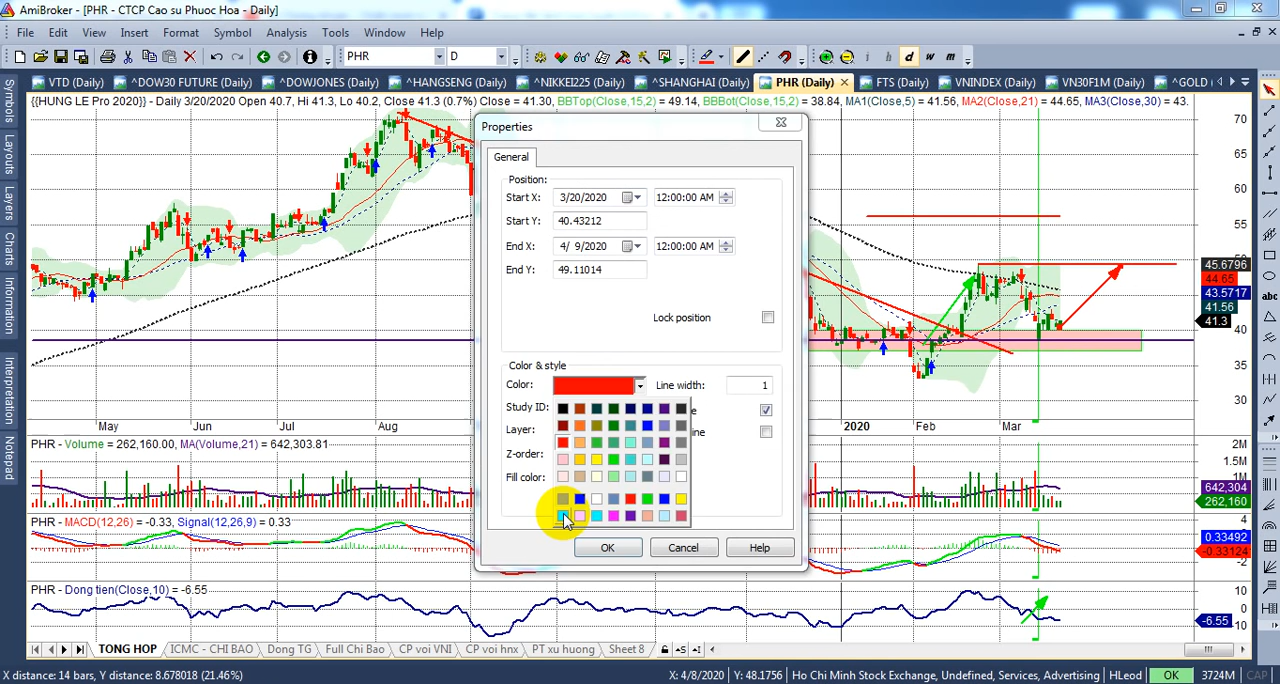 AmiBroker - [PHR - CTCP Cao su Phuoc Hoa - Daily]
File Edit View Insert Format Symbol Analysis Tools Window Help
PHR D i h d w m
VTD (Daily) ^DOW30 FUTURE (Daily) ^DOWJONES (Daily) ^HANGSENG (Daily) ^NIKKEI225 (Daily) ^SHANGHAI (Daily) PHR (Daily) FTS (Daily) VNINDEX (Daily) VN30F1M (Daily) ^GOLD
{{HUNG LE Pro 2020}} - Daily 3/20/2020 Open 40.7, Hi 41.3, Lo 40.2, Close 41.3 (0.7%) Close = 41.30, BBTop(Close,15,2) = 49.14, BBBot(Close,15,2) = 38.84, MA1(Close,5) = 41.56, MA2(Close,21) = 44.65, MA3(Close,30) = 43.
Symbols
Layouts
Layers
Charts
Information
Interpretation
Notepad
Properties
General
Position:
Start X: 3/20/2020 12:00:00 AM
Start Y: 40.43212
End X: 4/ 9/2020 12:00:00 AM
End Y: 49.11014
Lock position
Color & style
Color: Line width: 1
Study ID:
Layer:
Z-order:
Fill color:
OK Cancel Help
70
65
60
55
50
45.6796
44.65
43.5717
41.56
41.3
40
35
30
abc
May Jun Jul Aug 2020 Feb Mar
PHR - Volume = 262,160.00, MA(Volume,21) = 642,303.81
2M
1.5M
1M
642,304
262,160
PHR - MACD(12,26) = -0.33, Signal(12,26,9) = 0.33
4
0.33492
-0.33124
-2
PHR - Dong tien(Close,10) = -6.55
10
0
-6.55
10
TONG HOP ICMC - CHI BAO Dong TG Full Chi Bao CP voi VNI CP voi hnx PT xu huong Sheet 8
X distance: 14 bars, Y distance: 8.678018 (21.46%) X: 4/8/2020 Y: 48.1756 Ho Chi Minh Stock Exchange, Undefined, Services, Advertising HLeod OK 3724M CAP